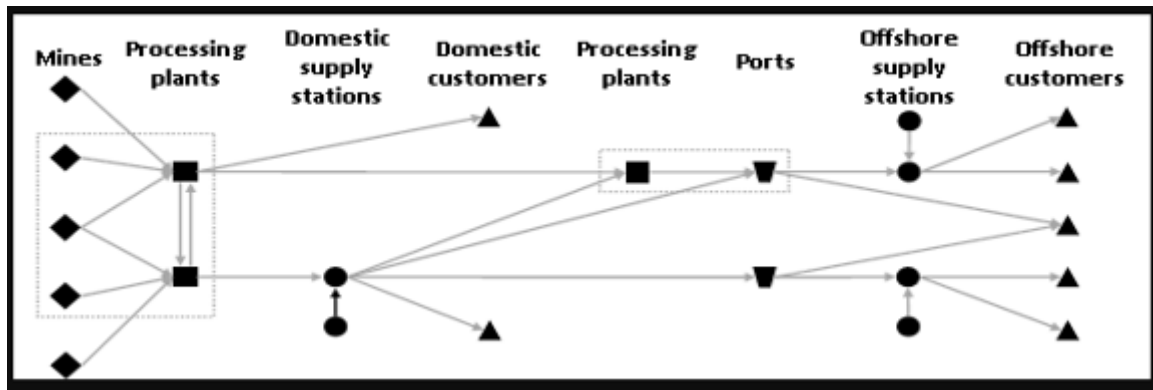 Mines
Processing
plants
Domestic
supply
stations
Domestic
customers
Processing
plants
Ports
Offshore
supply
stations
Offshore
customers